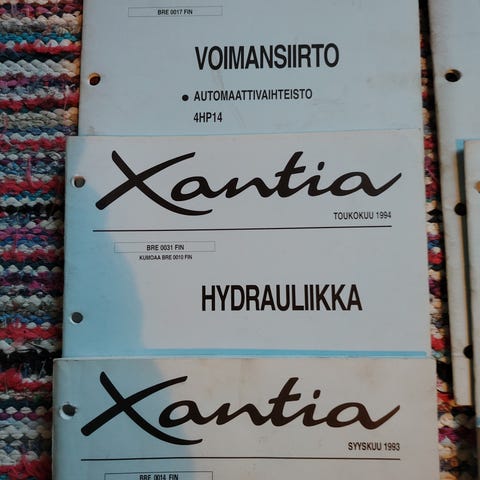 BRE 0017 FIN
VOIMANSIIRTO
● AUTOMAATTIVAIHTEISTO
4HP14
Xantia
TOUKOKUU 1994
BRE 0031 FIN
KUMOAA BRE 0010 FIN
HYDRAULIIKKA
Xantia
SYYSKUU 1993
BRE 0014 FIN